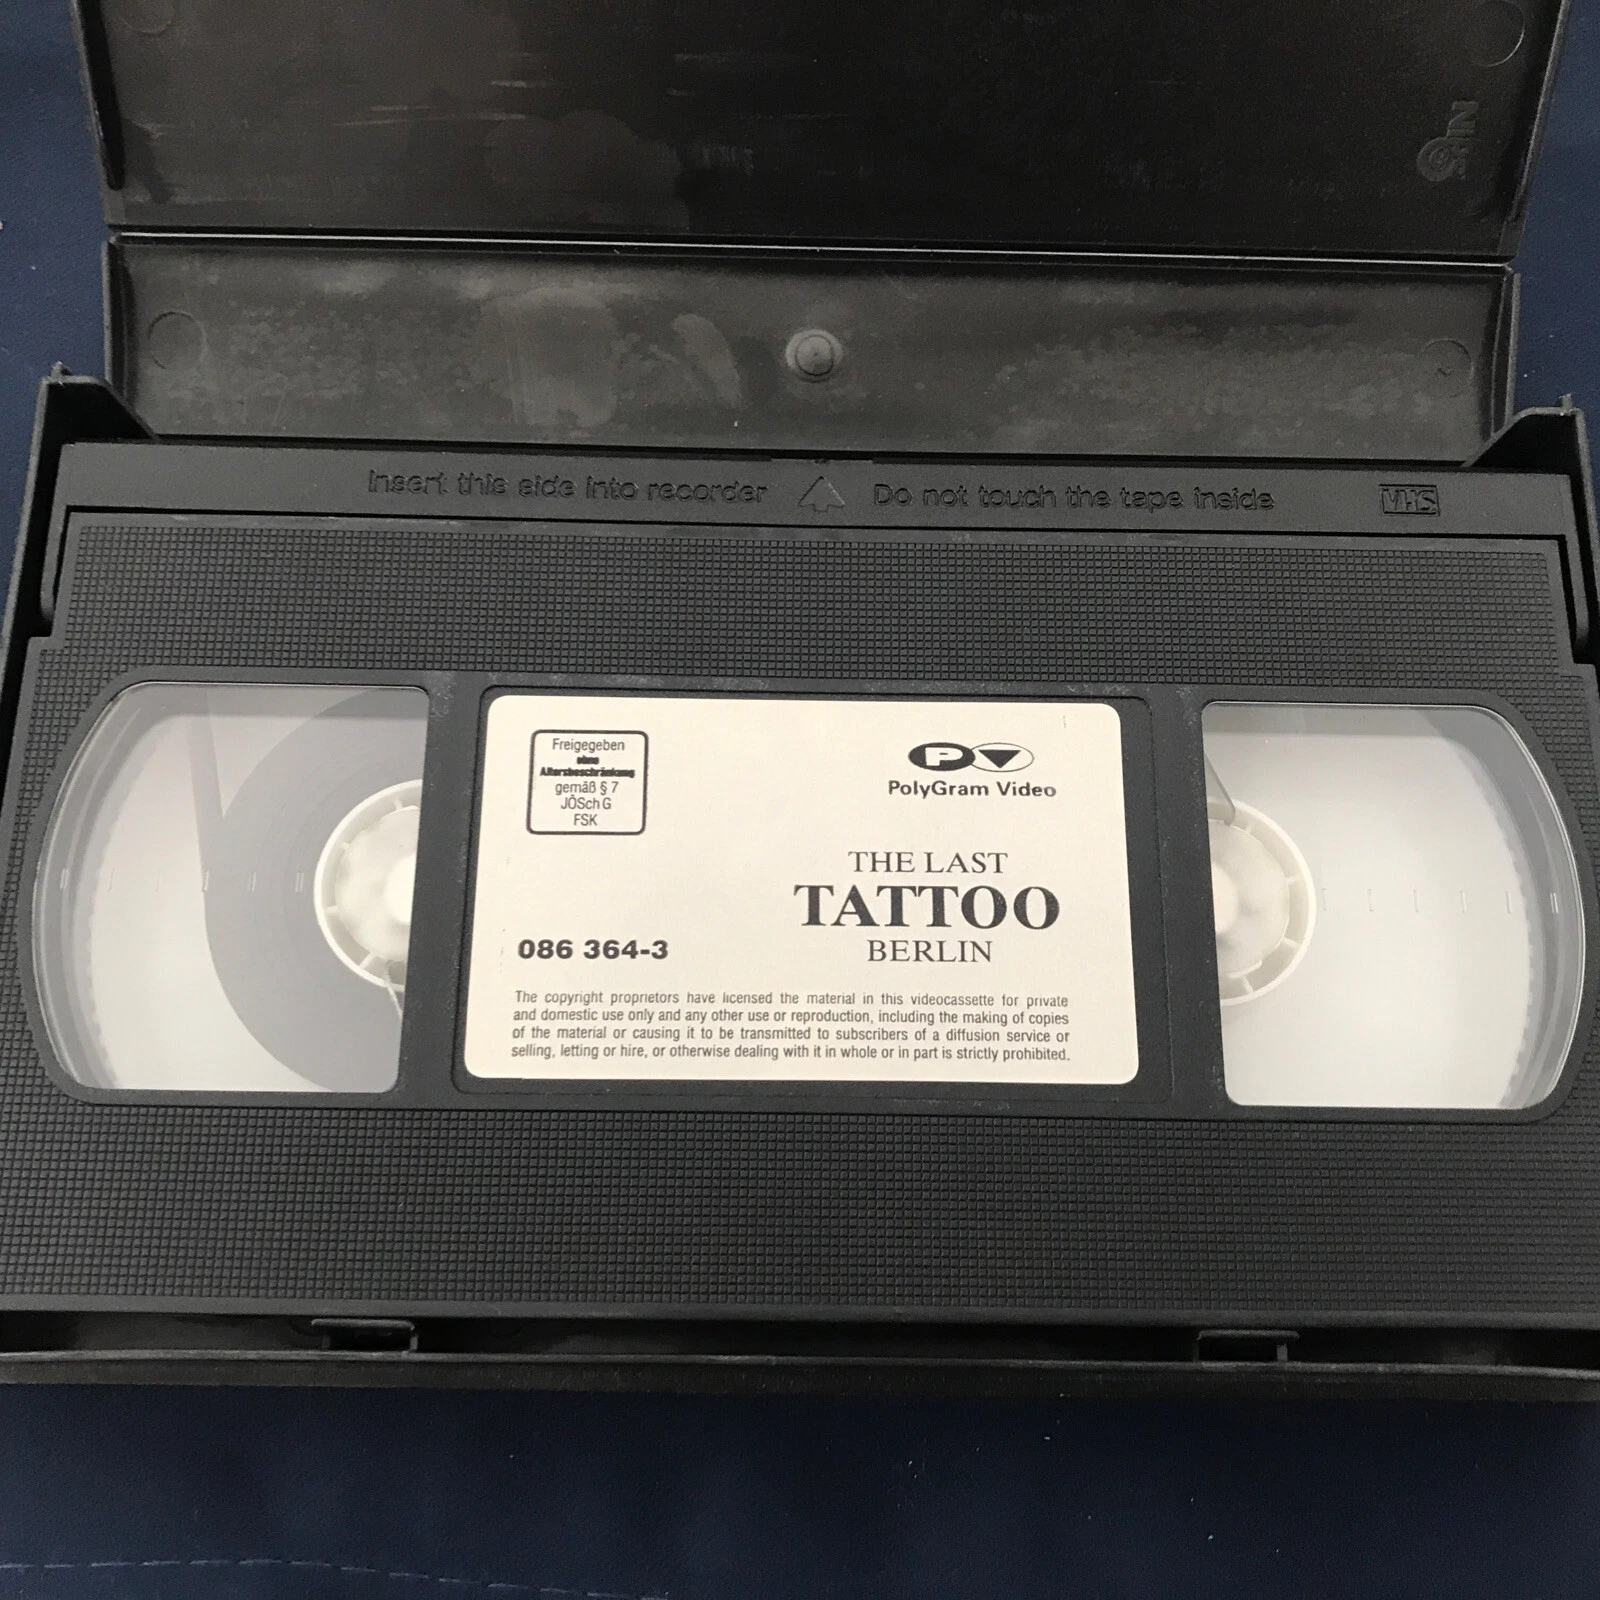 SHIN
Insert this side into recorder Do not touch the tape inside VHS
Freigegeben
ohne
Altersbeschränkung
gemäß § 7
JÖSchG
FSK
P
PolyGram Video
THE LAST
TATTOO
BERLIN
086 364-3
The copyright proprietors have licensed the material in this videocassette for private
and domestic use only and any other use or reproduction, including the making of copies
of the material or causing it to be transmitted to subscribers of a diffusion service or
selling, letting or hire, or otherwise dealing with it in whole or in part is strictly prohibited.